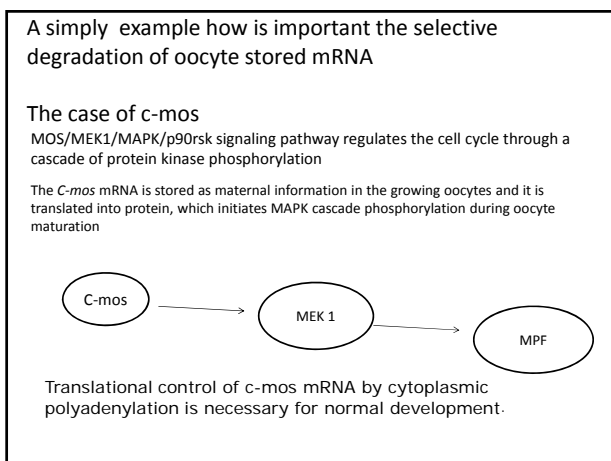 A simply example how is important the selective
degradation of oocyte stored mRNA
The case of c-mos
MOS/MEK1/MAPK/p90rsk signaling pathway regulates the cell cycle through a
cascade of protein kinase phosphorylation
The C-mos mRNA is stored as maternal information in the growing oocytes and it is
translated into protein, which initiates MAPK cascade phosphorylation during oocyte
maturation
C-mos
MEK 1
MPF
Translational control of c-mos mRNA by cytoplasmic
polyadenylation is necessary for normal development.